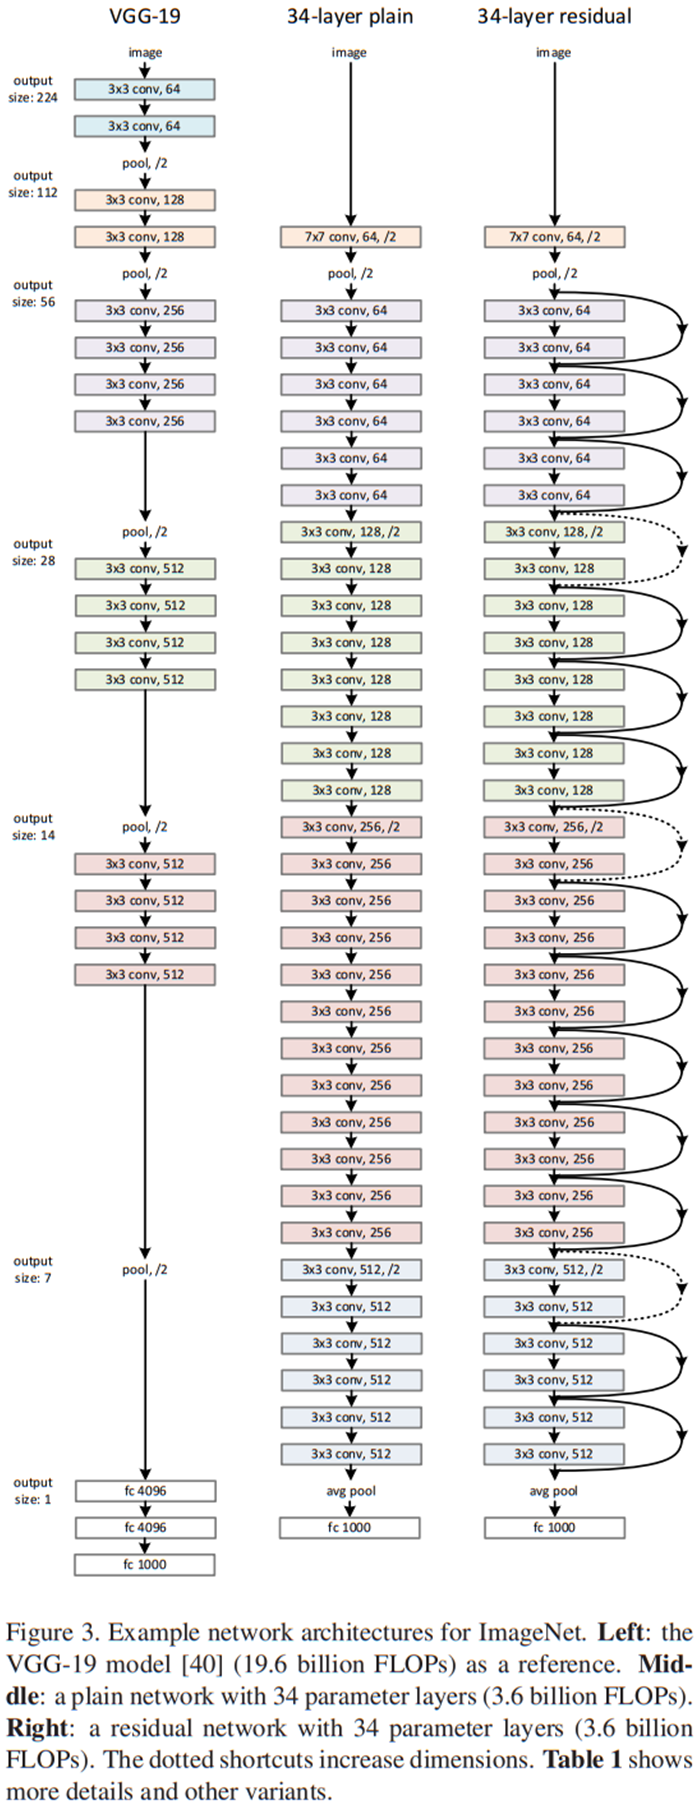 VGG-19
34-layer plain
34-layer residual
output
size: 224
output
size: 112
output
size: 56
output
size: 28
output
size: 14
output
size: 7
output
size: 1
image
3x3 conv, 64
3x3 conv, 64
pool, /2
3x3 conv, 128
3x3 conv, 128
pool, /2
3x3 conv, 256
3x3 conv, 256
3x3 conv, 256
3x3 conv, 256
pool, /2
3x3 conv, 512
3x3 conv, 512
3x3 conv, 512
3x3 conv, 512
pool, /2
3x3 conv, 512
3x3 conv, 512
3x3 conv, 512
3x3 conv, 512
pool, /2
fc 4096
fc 4096
fc 1000
image
7x7 conv, 64, /2
pool, /2
3x3 conv, 64
3x3 conv, 64
3x3 conv, 64
3x3 conv, 64
3x3 conv, 64
3x3 conv, 64
3x3 conv, 128, /2
3x3 conv, 128
3x3 conv, 128
3x3 conv, 128
3x3 conv, 128
3x3 conv, 128
3x3 conv, 128
3x3 conv, 128
3x3 conv, 256, /2
3x3 conv, 256
3x3 conv, 256
3x3 conv, 256
3x3 conv, 256
3x3 conv, 256
3x3 conv, 256
3x3 conv, 256
3x3 conv, 256
3x3 conv, 256
3x3 conv, 256
3x3 conv, 256
3x3 conv, 512, /2
3x3 conv, 512
3x3 conv, 512
3x3 conv, 512
3x3 conv, 512
3x3 conv, 512
avg pool
fc 1000
image
7x7 conv, 64, /2
pool, /2
3x3 conv, 64
3x3 conv, 64
3x3 conv, 64
3x3 conv, 64
3x3 conv, 64
3x3 conv, 64
3x3 conv, 128, /2
3x3 conv, 128
3x3 conv, 128
3x3 conv, 128
3x3 conv, 128
3x3 conv, 128
3x3 conv, 128
3x3 conv, 128
3x3 conv, 256, /2
3x3 conv, 256
3x3 conv, 256
3x3 conv, 256
3x3 conv, 256
3x3 conv, 256
3x3 conv, 256
3x3 conv, 256
3x3 conv, 256
3x3 conv, 256
3x3 conv, 256
3x3 conv, 256
3x3 conv, 512, /2
3x3 conv, 512
3x3 conv, 512
3x3 conv, 512
3x3 conv, 512
3x3 conv, 512
avg pool
fc 1000
Figure 3. Example network architectures for ImageNet. Left: the
VGG-19 model [40] (19.6 billion FLOPs) as a reference. Mid-
dle: a plain network with 34 parameter layers (3.6 billion FLOPs).
Right: a residual network with 34 parameter layers (3.6 billion
FLOPs). The dotted shortcuts increase dimensions. Table 1 shows
more details and other variants.